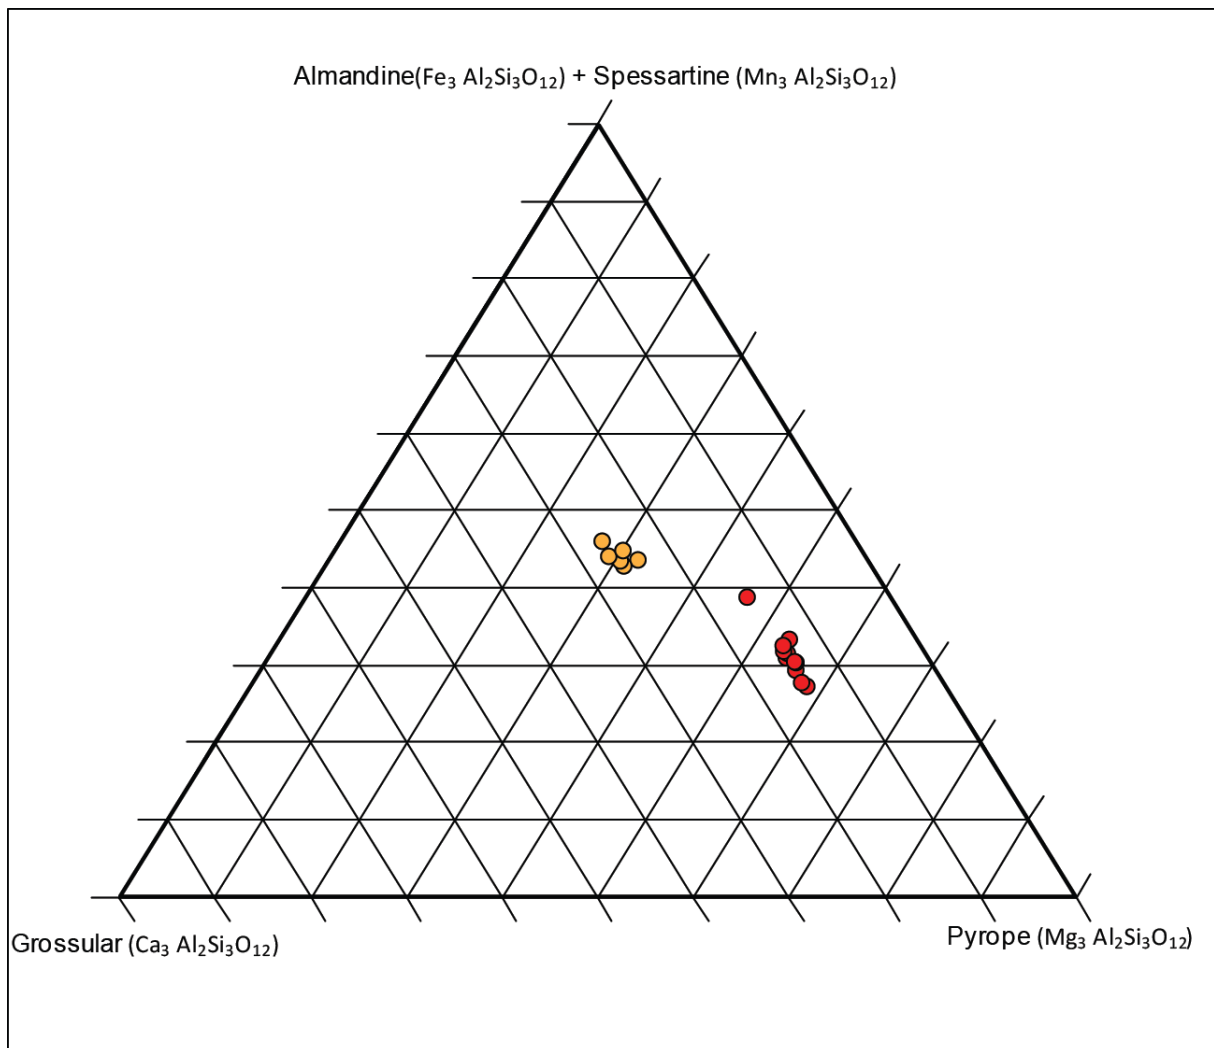 Almandine(Fe₃ Al₂Si₃O₁₂) + Spessartine (Mn₃ Al₂Si₃O₁₂)
Grossular (Ca₃ Al₂Si₃O₁₂)
Pyrope (Mg₃ Al₂Si₃O₁₂)